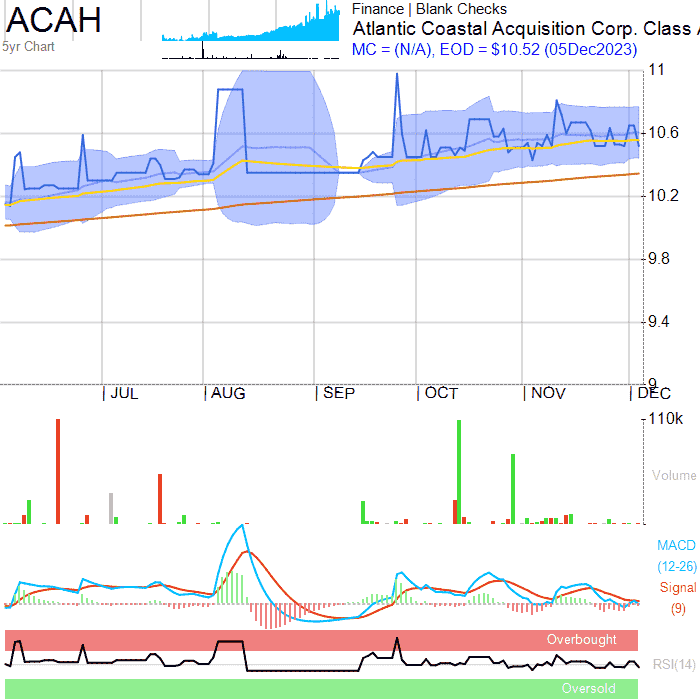 ACAH
5yr Chart
Finance | Blank Checks
Atlantic Coastal Acquisition Corp. Class A
MC = (N/A), EOD = $10.52 (05Dec2023)
11
10.6
10.2
9.8
9.4
9
| JUL | AUG | SEP | OCT | NOV | DEC
110k
Volume
MACD
(12-26)
Signal
(9)
Overbought
RSI(14)
Oversold